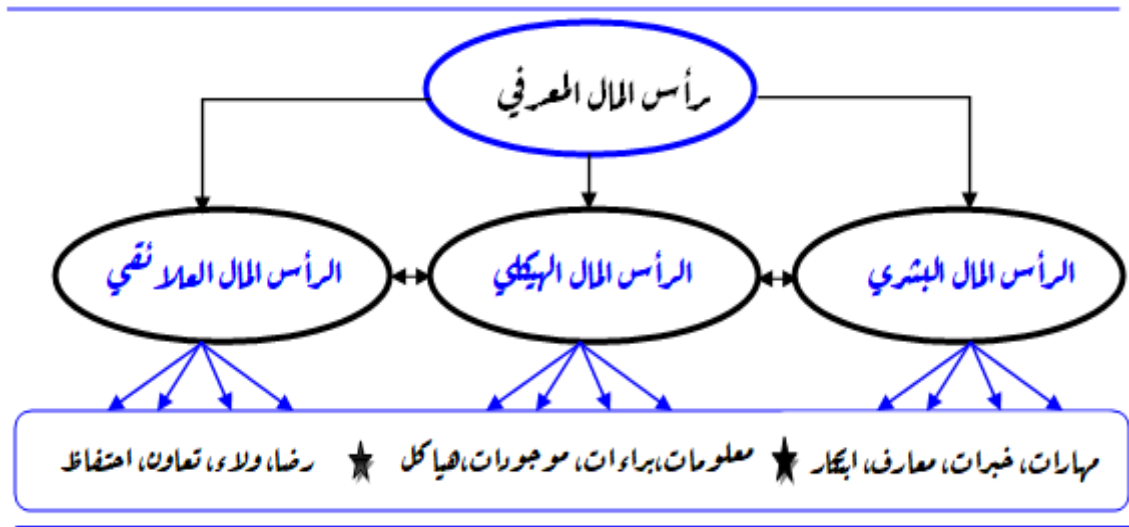 رأس المال المعرفي
الرأس المال البشري
الرأس المال الهيكلي
الرأس المال العلائقي
مهارات، خبرات، معارف، ابتكار ★ معلومات،براءات، موجودات،هياكل ★ رضا، ولاء، تعاون، احتفاظ